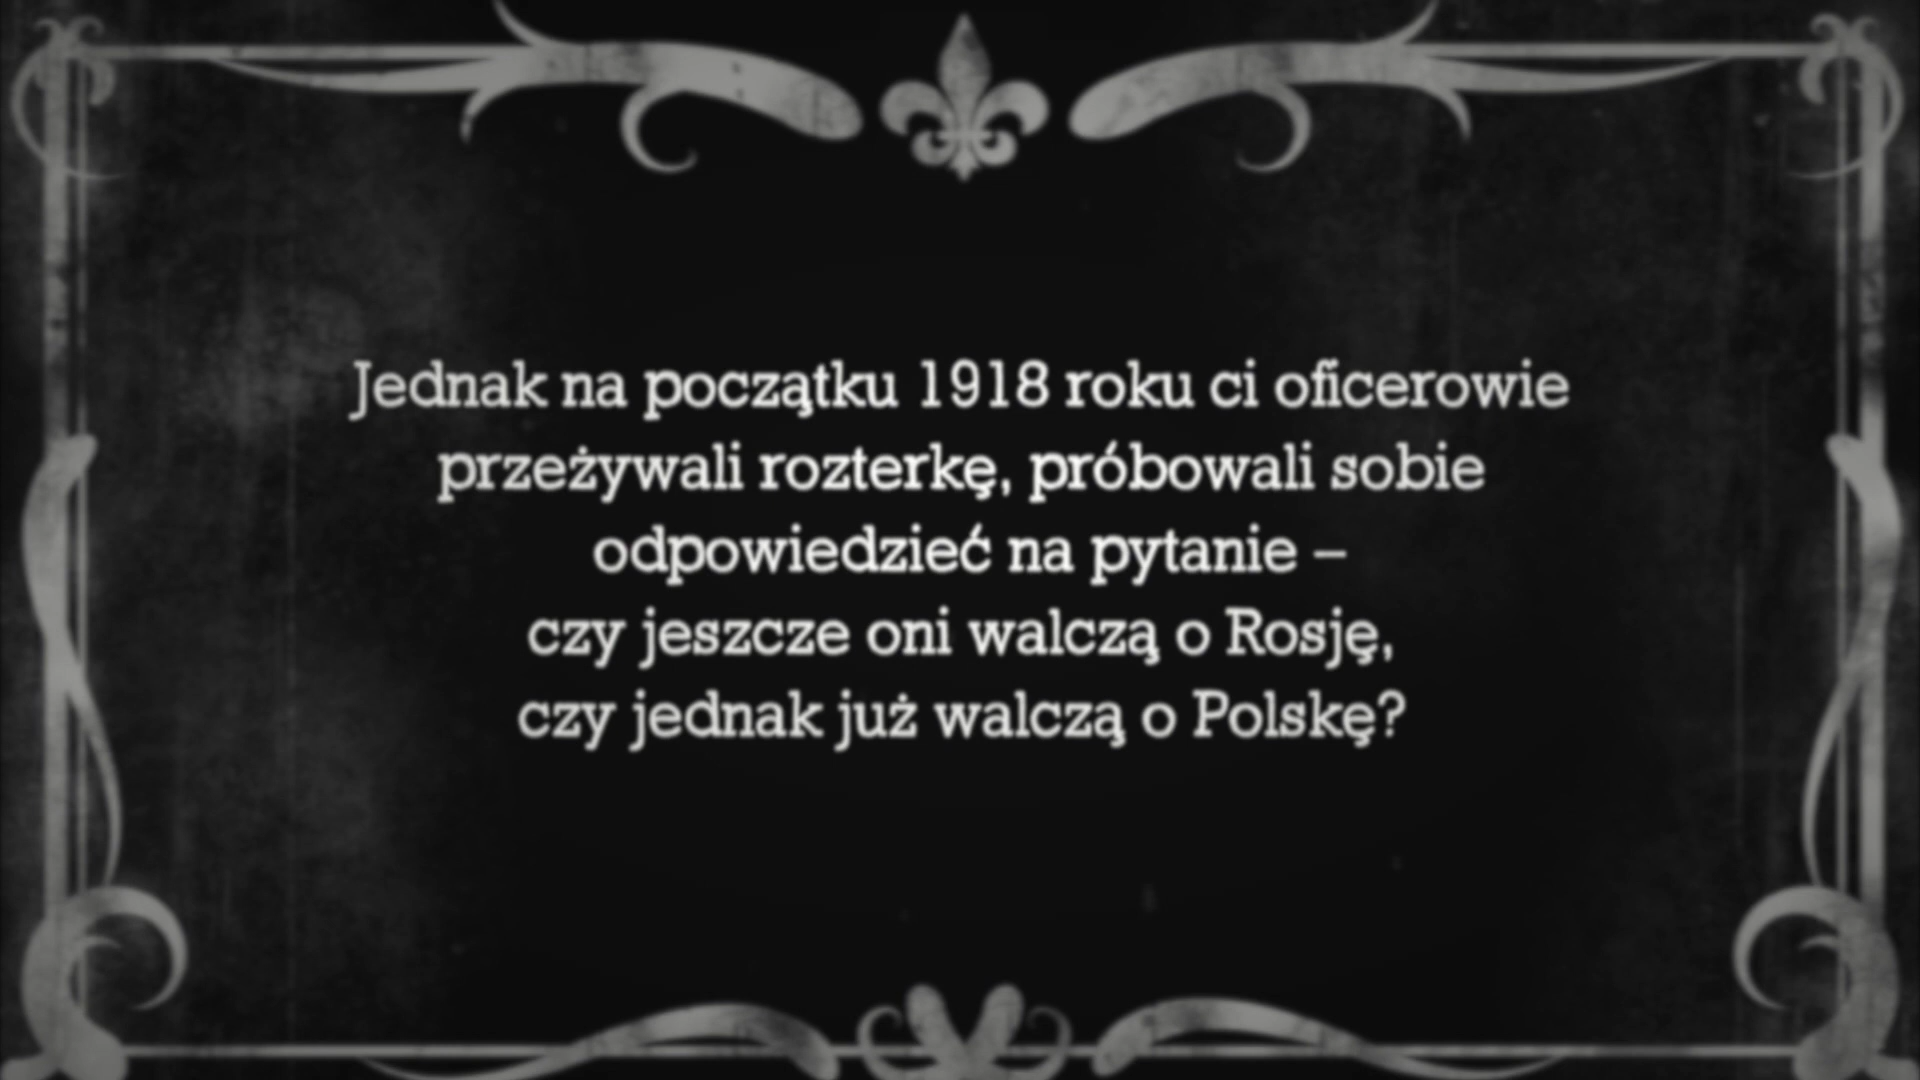 Jednak na początku 1918 roku ci oficerowie
przeżywali rozterkę, próbowali sobie
odpowiedzieć na pytanie –
czy jeszcze oni walczą o Rosję,
czy jednak już walczą o Polskę?